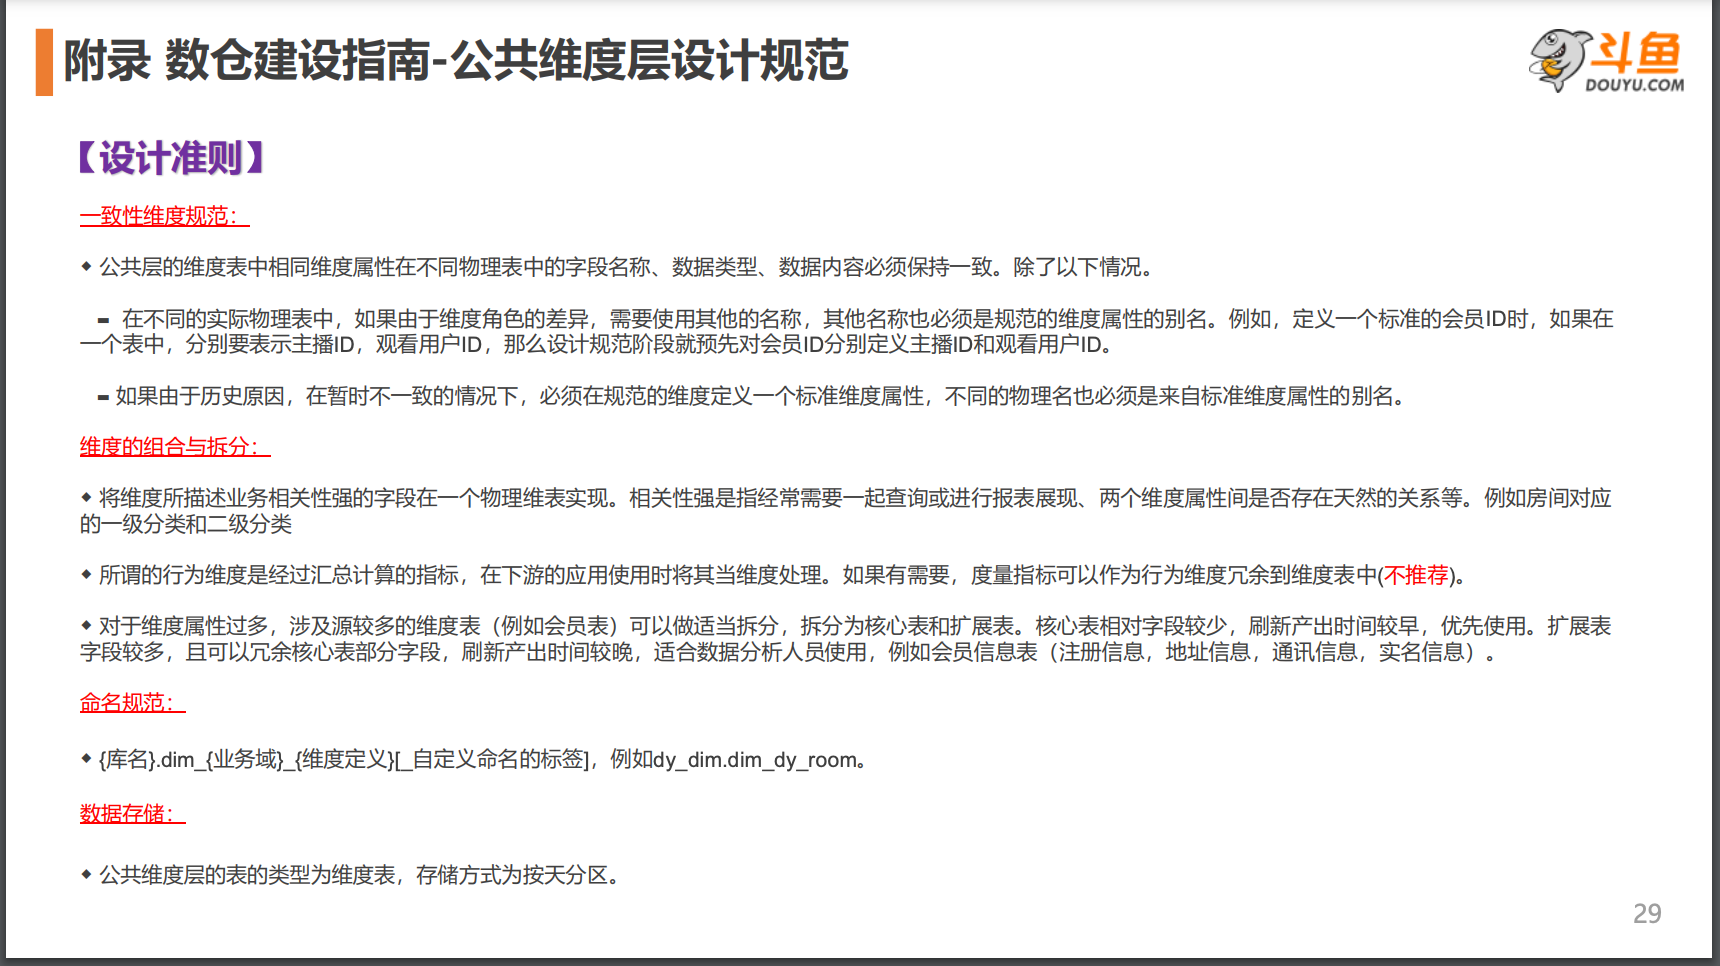 附录 数仓建设指南-公共维度层设计规范
斗鱼
DOUYU.COM
【设计准则】
一致性维度规范：
◆ 公共层的维度表中相同维度属性在不同物理表中的字段名称、数据类型、数据内容必须保持一致。除了以下情况。
– 在不同的实际物理表中，如果由于维度角色的差异，需要使用其他的名称，其他名称也必须是规范的维度属性的别名。例如，定义一个标准的会员ID时，如果在
一个表中，分别要表示主播ID，观看用户ID，那么设计规范阶段就预先对会员ID分别定义主播ID和观看用户ID。
– 如果由于历史原因，在暂时不一致的情况下，必须在规范的维度定义一个标准维度属性，不同的物理名也必须是来自标准维度属性的别名。
维度的组合与拆分：
◆ 将维度所描述业务相关性强的字段在一个物理维表实现。相关性强是指经常需要一起查询或进行报表展现、两个维度属性间是否存在天然的关系等。例如房间对应
的一级分类和二级分类
◆ 所谓的行为维度是经过汇总计算的指标，在下游的应用使用时将其当维度处理。如果有需要，度量指标可以作为行为维度冗余到维度表中(不推荐)。
◆ 对于维度属性过多，涉及源较多的维度表（例如会员表）可以做适当拆分，拆分为核心表和扩展表。核心表相对字段较少，刷新产出时间较早，优先使用。扩展表
字段较多，且可以冗余核心表部分字段，刷新产出时间较晚，适合数据分析人员使用，例如会员信息表（注册信息，地址信息，通讯信息，实名信息）。
命名规范：
◆ {库名}.dim_{业务域}_{维度定义}[_自定义命名的标签]，例如dy_dim.dim_dy_room。
数据存储：
◆ 公共维度层的表的类型为维度表，存储方式为按天分区。
29